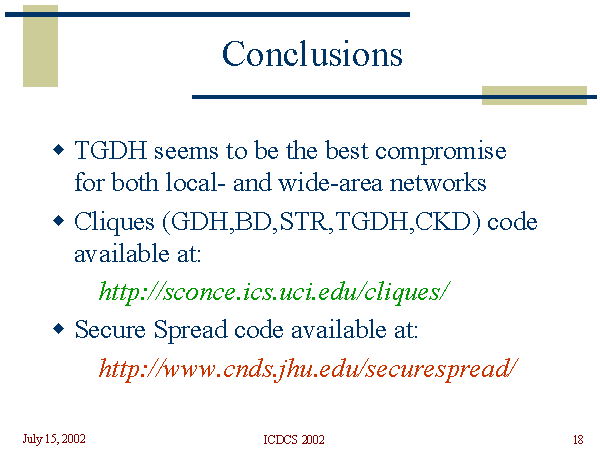 Conclusions
◆ TGDH seems to be the best compromise
for both local- and wide-area networks
◆ Cliques (GDH,BD,STR,TGDH,CKD) code
available at:
http://sconce.ics.uci.edu/cliques/
◆ Secure Spread code available at:
http://www.cnds.jhu.edu/securespread/
July 15, 2002 ICDCS 2002 18